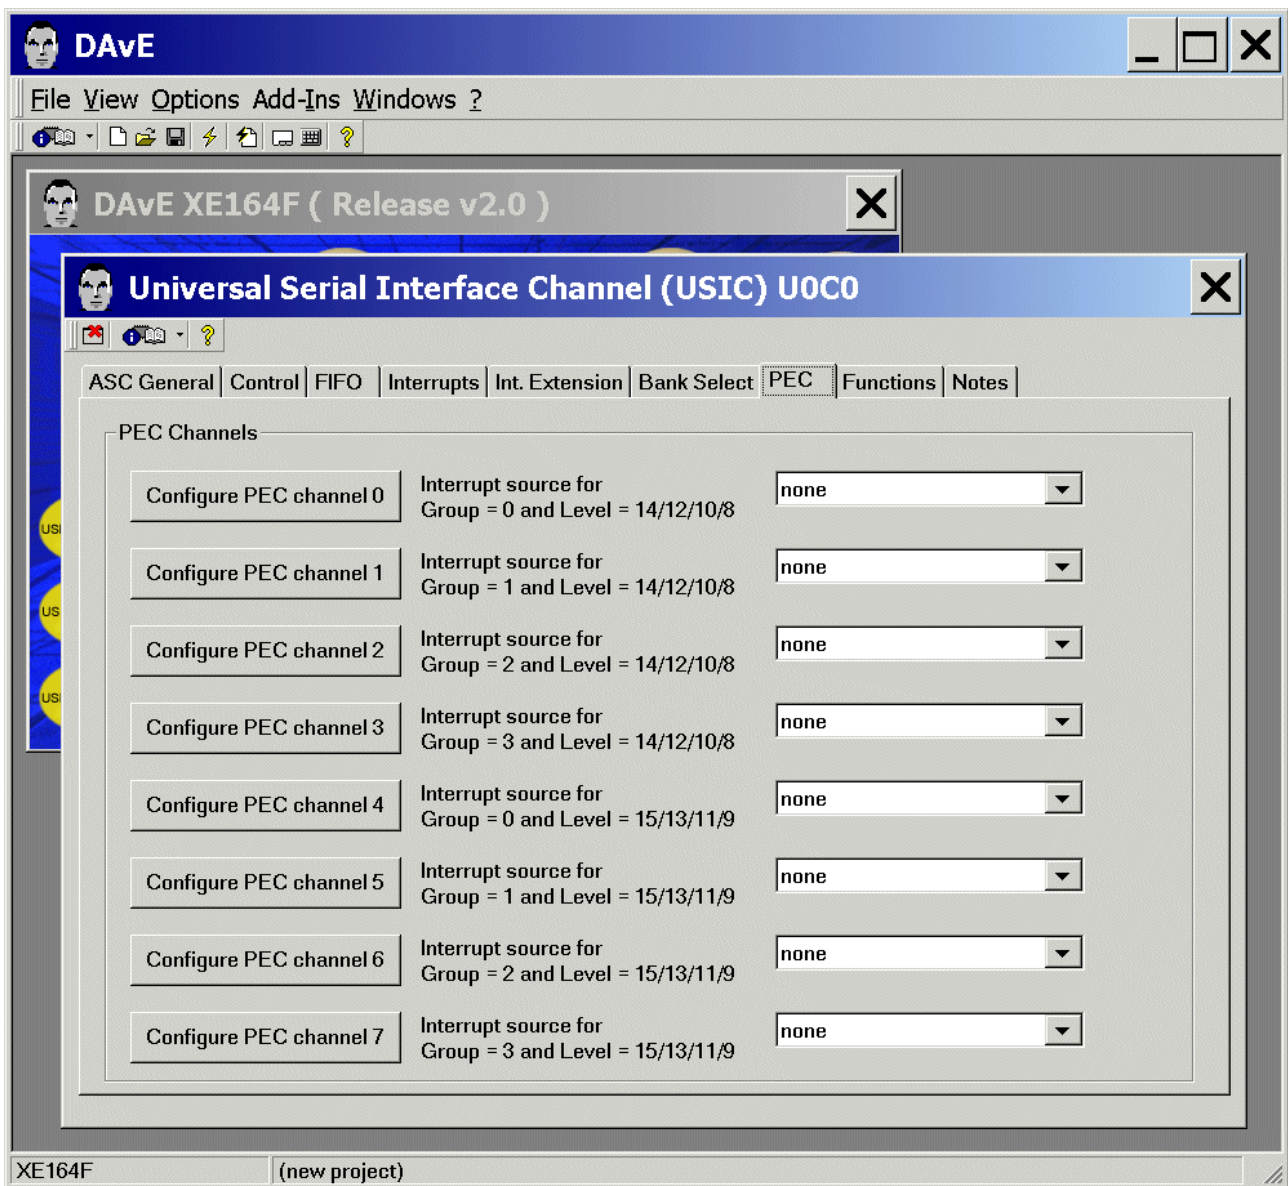 DAvE
File View Options Add-Ins Windows ?
DAvE XE164F ( Release v2.0 )
Universal Serial Interface Channel (USIC) U0C0
ASC General Control FIFO Interrupts Int. Extension Bank Select PEC Functions Notes
PEC Channels
Configure PEC channel 0
Interrupt source for
Group = 0 and Level = 14/12/10/8
none
Configure PEC channel 1
Interrupt source for
Group = 1 and Level = 14/12/10/8
none
Configure PEC channel 2
Interrupt source for
Group = 2 and Level = 14/12/10/8
none
Configure PEC channel 3
Interrupt source for
Group = 3 and Level = 14/12/10/8
none
Configure PEC channel 4
Interrupt source for
Group = 0 and Level = 15/13/11/9
none
Configure PEC channel 5
Interrupt source for
Group = 1 and Level = 15/13/11/9
none
Configure PEC channel 6
Interrupt source for
Group = 2 and Level = 15/13/11/9
none
Configure PEC channel 7
Interrupt source for
Group = 3 and Level = 15/13/11/9
none
XE164F
(new project)